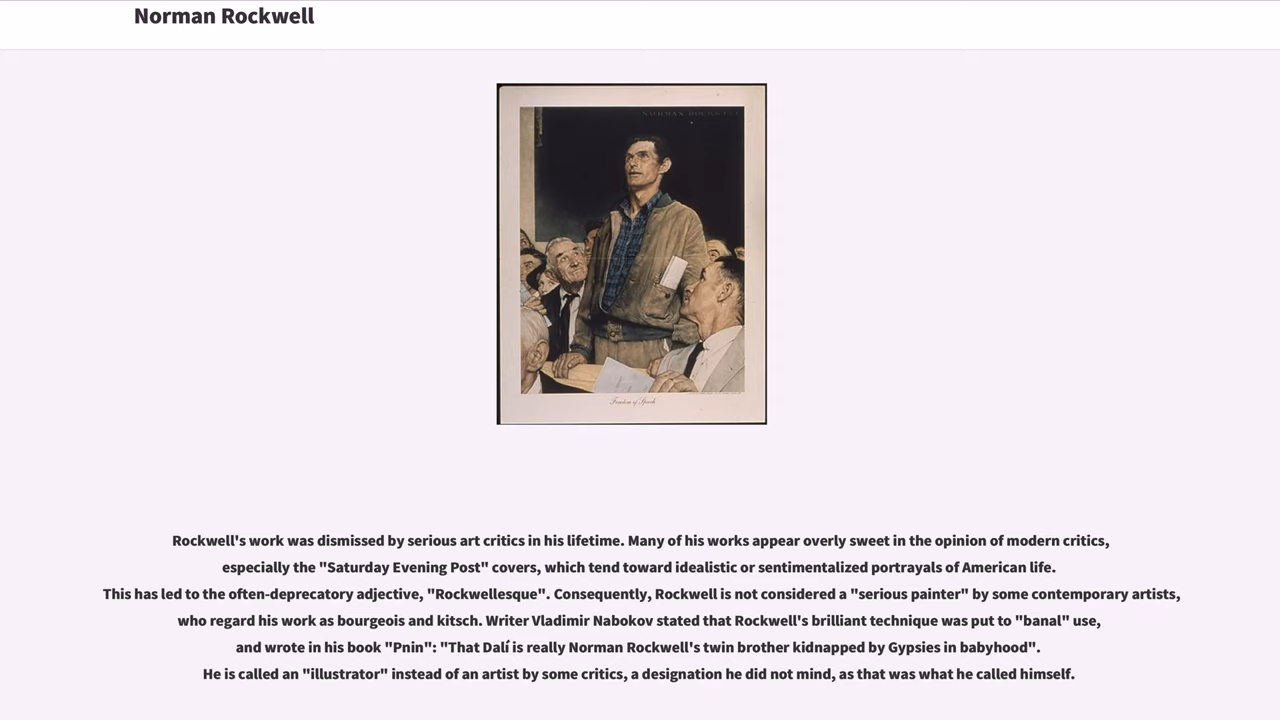 Norman Rockwell
NORMAN ROCKWELL
Freedom of Speech
Rockwell's work was dismissed by serious art critics in his lifetime. Many of his works appear overly sweet in the opinion of modern critics,
especially the "Saturday Evening Post" covers, which tend toward idealistic or sentimentalized portrayals of American life.
This has led to the often-deprecatory adjective, "Rockwellesque". Consequently, Rockwell is not considered a "serious painter" by some contemporary artists,
who regard his work as bourgeois and kitsch. Writer Vladimir Nabokov stated that Rockwell's brilliant technique was put to "banal" use,
and wrote in his book "Pnin": "That Dalí is really Norman Rockwell's twin brother kidnapped by Gypsies in babyhood".
He is called an "illustrator" instead of an artist by some critics, a designation he did not mind, as that was what he called himself.